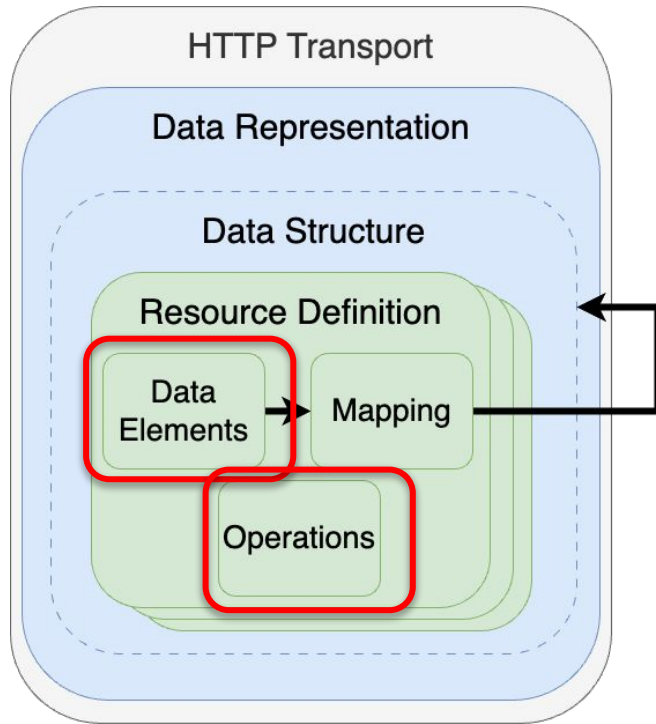 HTTP Transport
Data Representation
Data Structure
Resource Definition
Data
Elements
Mapping
Operations